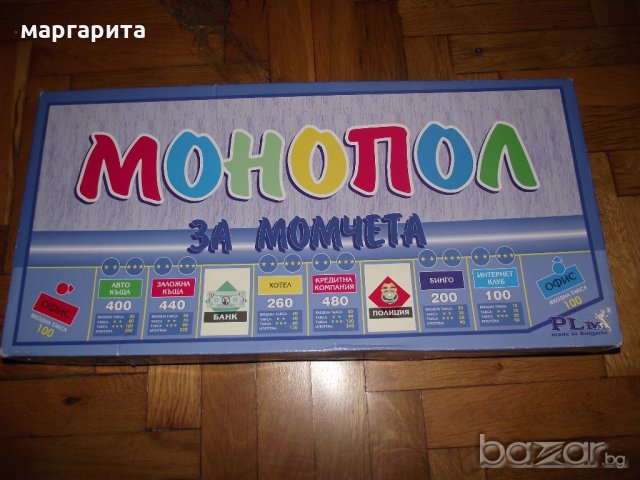 маргарита
МОНОПОЛ
ЗА МОМЧЕТА
ОФИС
ВХОДНА ТАКСА
100
АВТО
КЪЩА
400
ЗАЛОЖНА
КЪЩА
440
БАНК
ХОТЕЛ
260
КРЕДИТНА
КОМПАНИЯ
480
ПОЛИЦИЯ
БИНГО
200
ИНТЕРНЕТ
КЛУБ
100
ОФИС
ВХОДНА ТАКСА
100
PLM
made in Bulgaria
bazar.bg